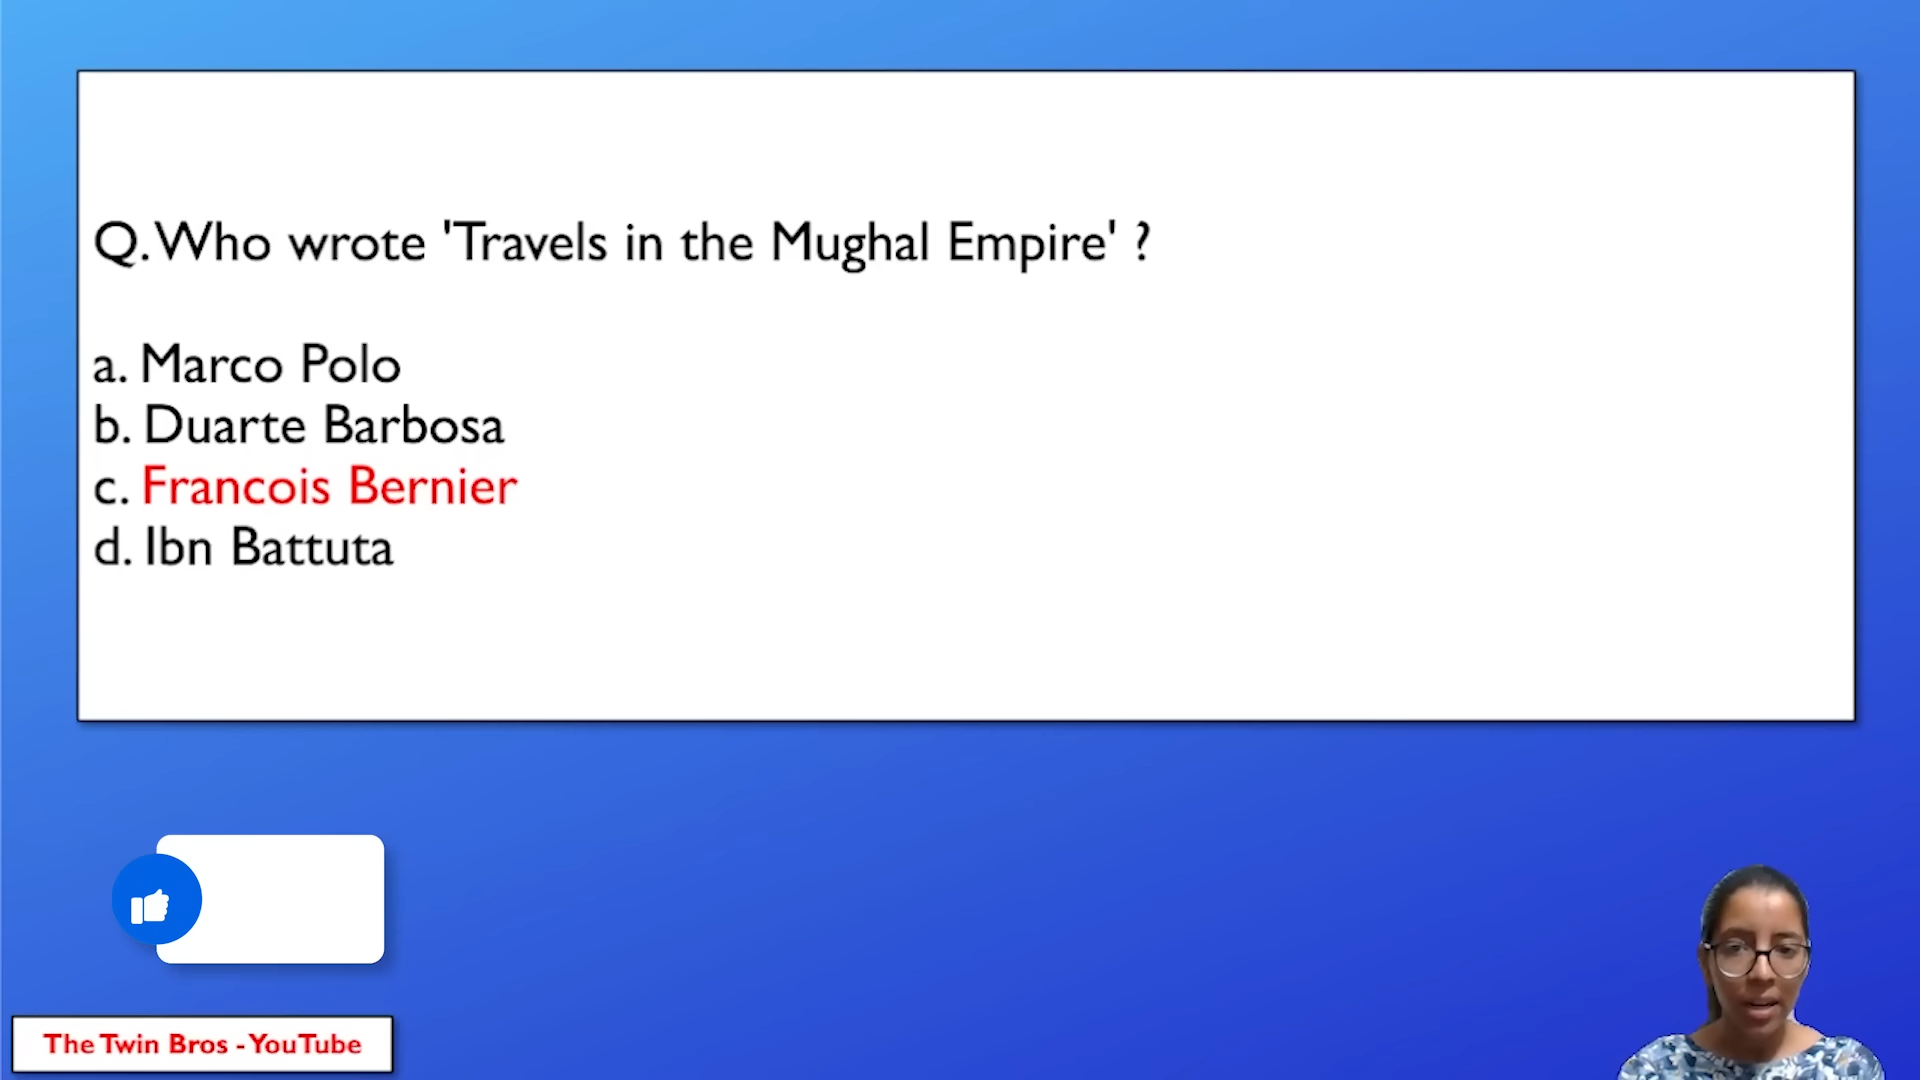 Q. Who wrote 'Travels in the Mughal Empire' ?
a. Marco Polo
b. Duarte Barbosa
c. Francois Bernier
d. Ibn Battuta
The Twin Bros - YouTube